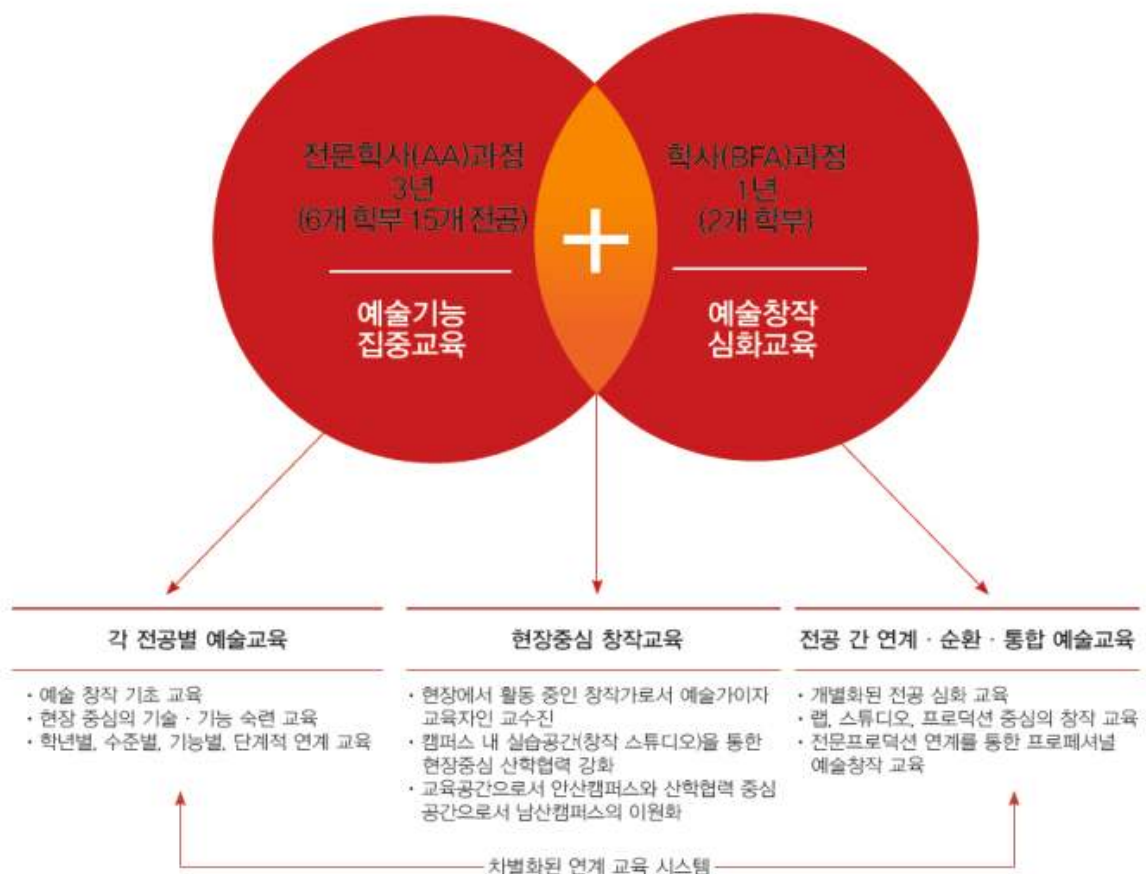 전문학사(AA)과정
3년
(6개 학부 15개 전공)
예술기능
집중교육
+
학사(BFA)과정
1년
(2개 학부)
예술창작
심화교육
각 전공별 예술교육
· 예술 창작 기초 교육
· 현장 중심의 기술 · 기능 숙련 교육
· 학년별, 수준별, 기능별, 단계적 연계 교육
현장중심 창작교육
· 현장에서 활동 중인 창작가로서 예술가이자
교육자인 교수진
· 캠퍼스 내 실습공간(창작 스튜디오)을 통한
현장중심 산학협력 강화
· 교육공간으로서 안산캠퍼스와 산학협력 중심
공간으로서 남산캠퍼스의 이원화
전공 간 연계 · 순환 · 통합 예술교육
· 개별화된 전공 심화 교육
· 랩, 스튜디오, 프로덕션 중심의 창작 교육
· 전문프로덕션 연계를 통한 프로페셔널
예술창작 교육
차별화된 연계 교육 시스템